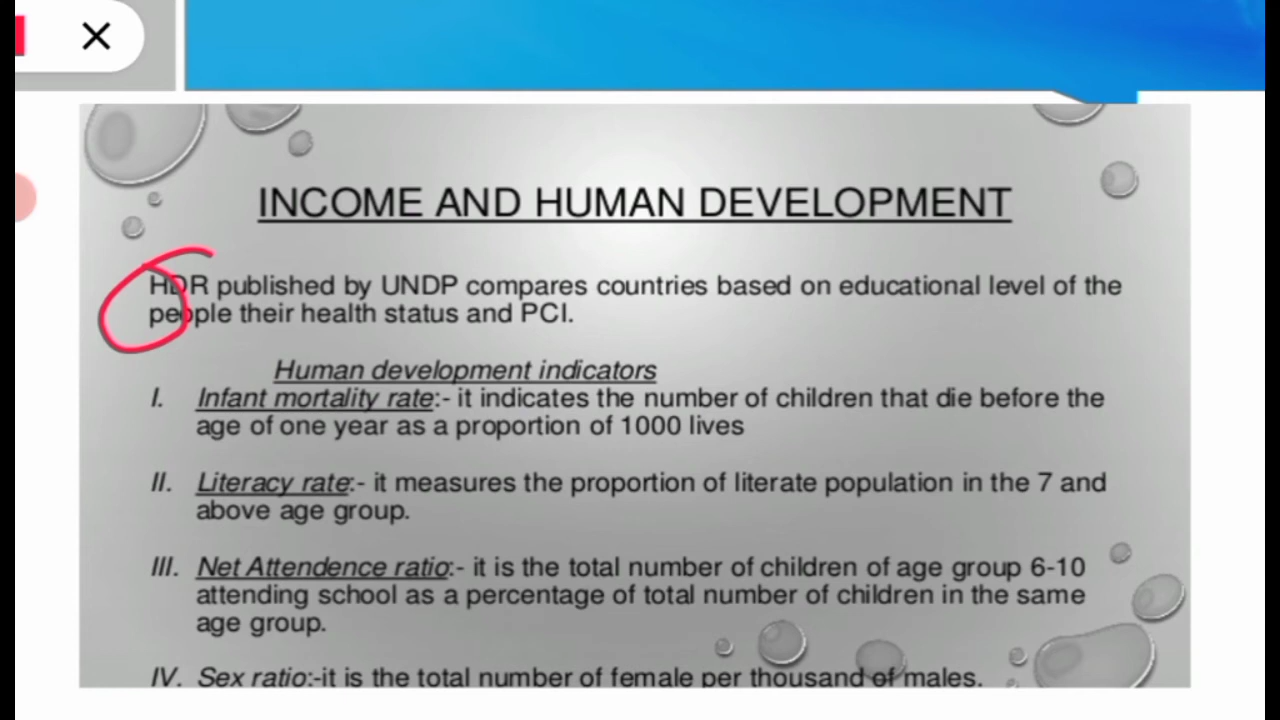 INCOME AND HUMAN DEVELOPMENT
HDR published by UNDP compares countries based on educational level of the
people their health status and PCI.
Human development indicators
I. Infant mortality rate:- it indicates the number of children that die before the
age of one year as a proportion of 1000 lives
II. Literacy rate:- it measures the proportion of literate population in the 7 and
above age group.
III. Net Attendence ratio:- it is the total number of children of age group 6-10
attending school as a percentage of total number of children in the same
age group.
IV. Sex ratio:-it is the total number of female per thousand of males.